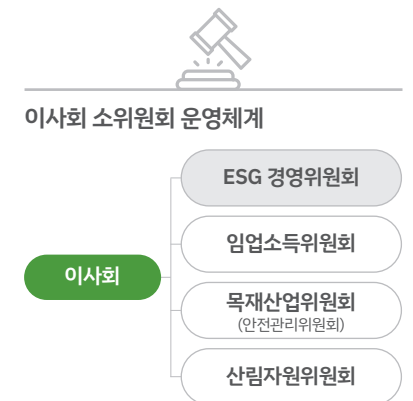 이사회 소위원회 운영체계
ESG 경영위원회
임업소득위원회
이사회
목재산업위원회
(안전관리위원회)
산림자원위원회